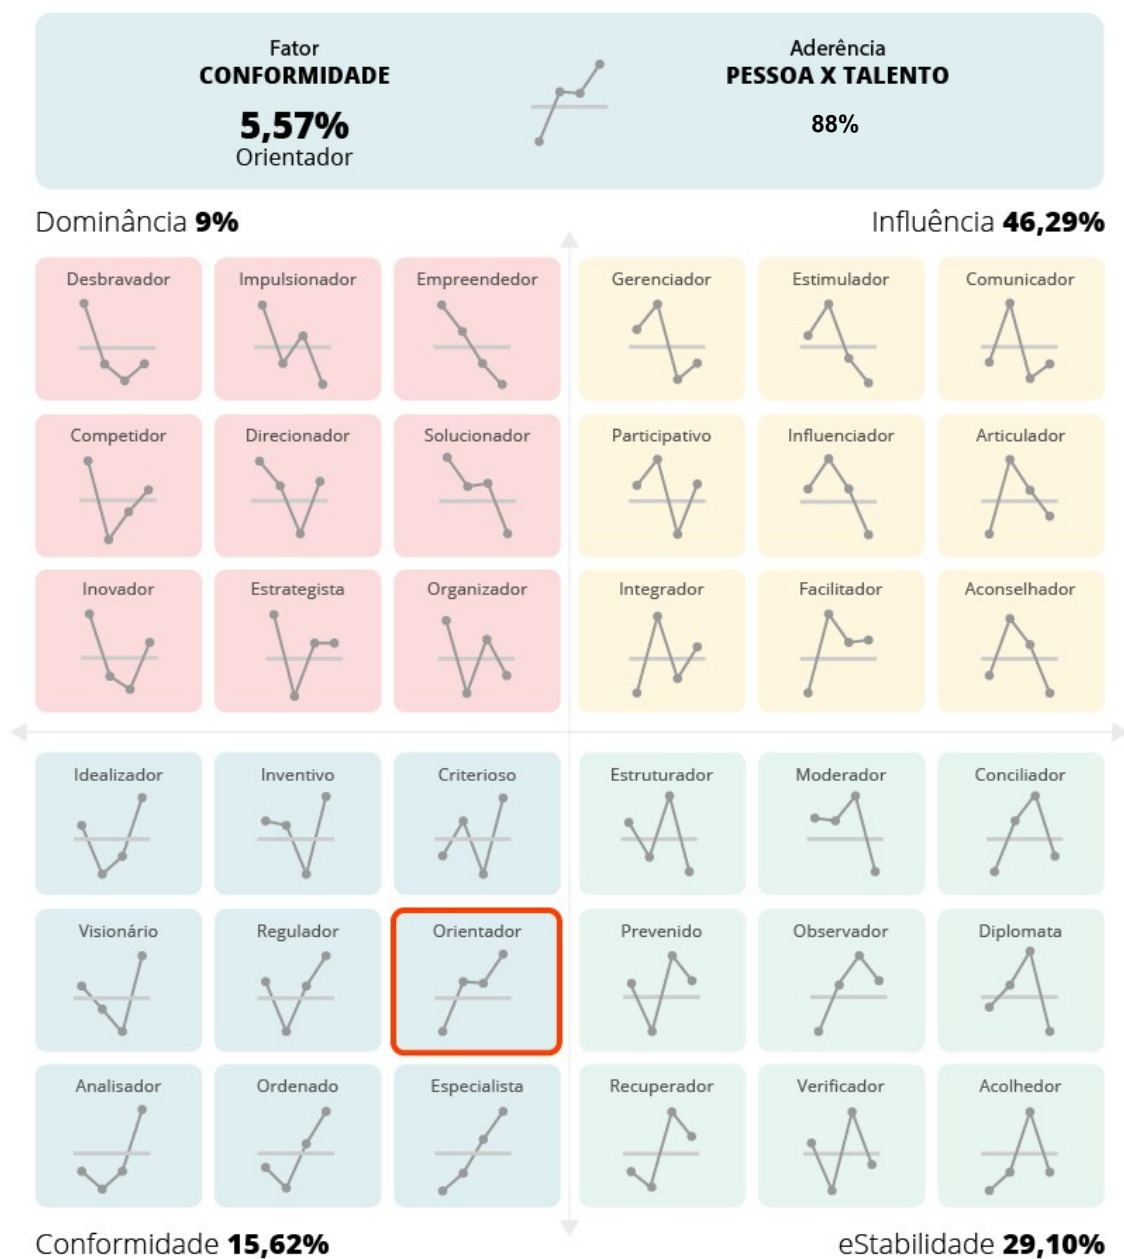 Fator
CONFORMIDADE
5,57%
Orientador
Aderência
PESSOA X TALENTO
88%
Dominância 9%
Influência 46,29%
Desbravador
Impulsionador
Empreendedor
Gerenciador
Estimulador
Comunicador
Competidor
Direcionador
Solucionador
Participativo
Influenciador
Articulador
Inovador
Estrategista
Organizador
Integrador
Facilitador
Aconselhador
Idealizador
Inventivo
Criterioso
Estruturador
Moderador
Conciliador
Visionário
Regulador
Orientador
Prevenido
Observador
Diplomata
Analisador
Ordenado
Especialista
Recuperador
Verificador
Acolhedor
Conformidade 15,62%
eStabilidade 29,10%